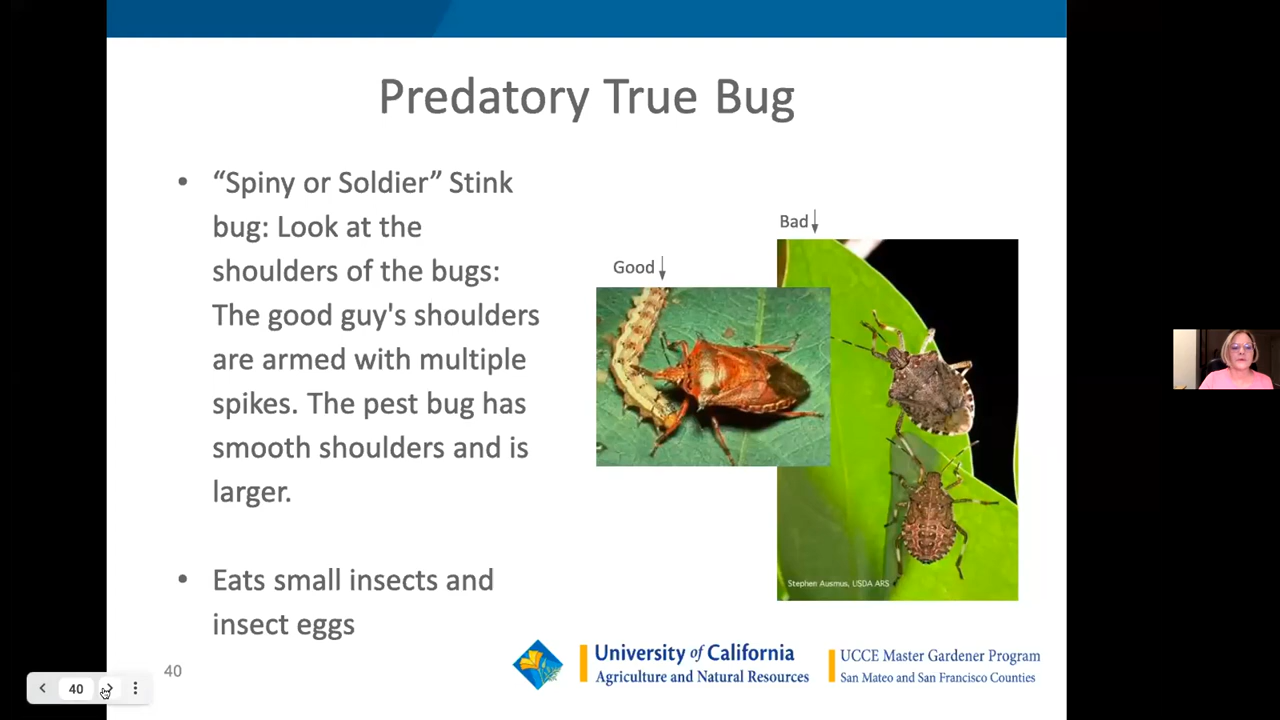 Predatory True Bug
• “Spiny or Soldier” Stink
bug: Look at the
shoulders of the bugs:
The good guy's shoulders
are armed with multiple
spikes. The pest bug has
smooth shoulders and is
larger.
• Eats small insects and
insect eggs
Good↓
Bad↓
Stephen Ausmus, USDA ARS
University of California
Agriculture and Natural Resources
UCCE Master Gardener Program
San Mateo and San Francisco Counties
40
40